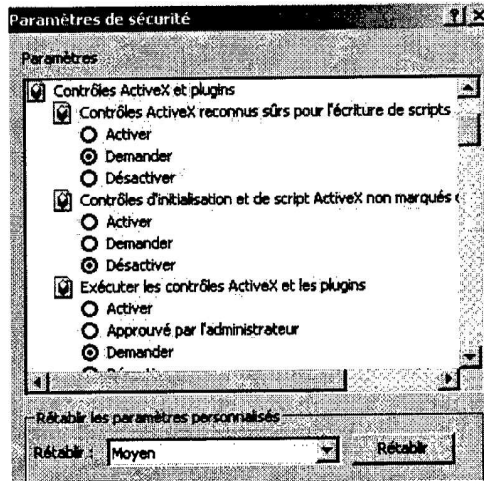 Paramètres de sécurité
Paramètres
Contrôles ActiveX et plugins
Contrôles ActiveX reconnus sûrs pour l'écriture de scripts
Activer
Demander
Désactiver
Contrôles d'initialisation et de script ActiveX non marqués
Activer
Demander
Désactiver
Exécuter les contrôles ActiveX et les plugins
Activer
Approuvé par l'administrateur
Demander
Rétablir les paramètres personnalisés
Rétablir : Moyen Rétablir